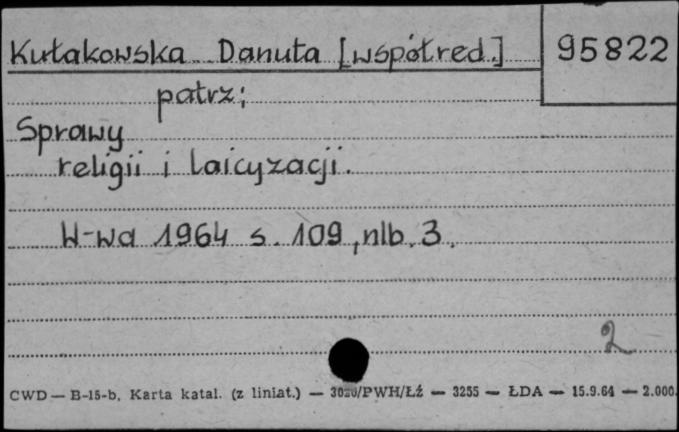 Kułakowska Danuta [współred.] 95822
patrz:
Sprawy
religii i laicyzacji.
W-wa 1964 s. 109, nlb. 3.
2
CWD — B-15-b. Karta katal. (z liniat.) — /PWH/Łź — 3255 — ŁDA — 15.9.64 — 2.000.